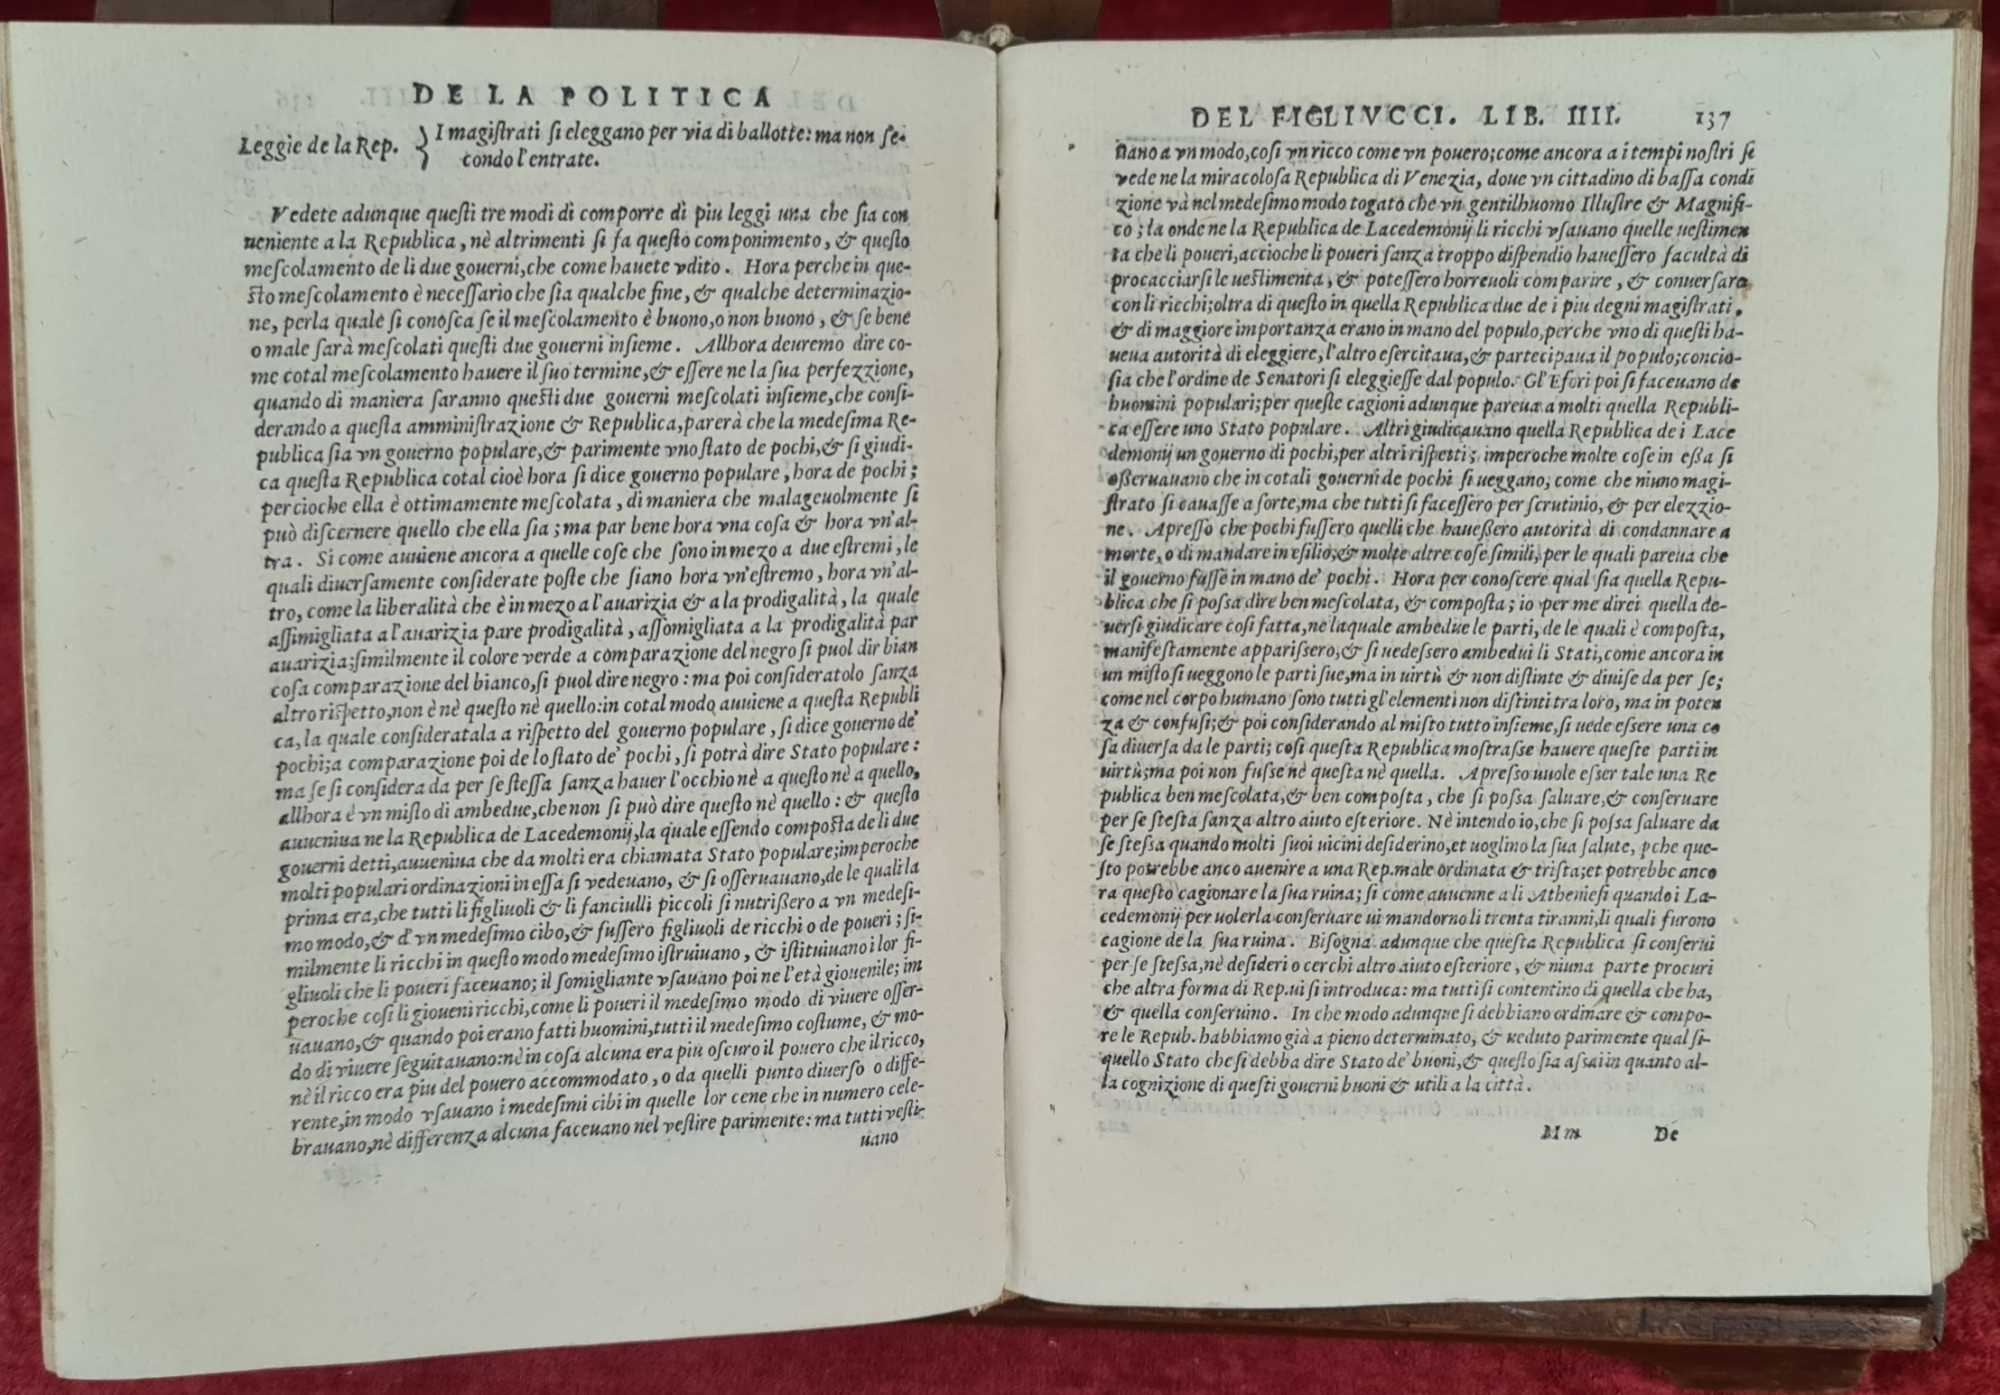 DE LA POLITICA
Leggie de la Rep. } I magistrati si eleggano per via di ballotte: ma non se-
condo l'entrate.
Vedete adunque questi tre modi di comporre di piu leggi una che sia con
ueniente a la Republica, nè altrimenti si fa questo componimento, & questo
mescolamento de li due gouerni, che come hauete vdito. Hora perche in que-
sto mescolamento è necessario che sia qualche fine, & qualche determinazio-
ne, perla quale si conosca se il mescolamento è buono, o non buono, & se bene
o male sarà mescolati questi due gouerni insieme. Allhora deuremo dire co-
me cotal mescolamento hauere il suo termine, & essere ne la sua perfezzione,
quando di maniera saranno questi due gouerni mescolati insieme, che consi-
derando a questa amministrazione & Republica, parerà che la medesima Re-
publica sia vn gouerno populare, & parimente vno stato de pochi, & si giudi-
ca questa Republica cotal cioè hora si dice gouerno populare, hora de pochi;
percioche ella è ottimamente mescolata, di maniera che malageuolmente si
può discernere quello che ella sia; ma par bene hora vna cosa & hora vn'al-
tra. Si come auuiene ancora a quelle cose che sono in mezo a due estremi, le
quali diuersamente considerate poste che siano hora vn'estremo, hora vn'al-
tro, come la liberalità che è in mezo a l'auarizia & a la prodigalità, la quale
assimigliata a l'auarizia pare prodigalità, assomigliata a la prodigalità par
auarizia; similmente il colore verde a comparazione del negro si puol dir bian
cosa comparazione del bianco, si puol dire negro: ma poi consideratolo sanza
altro rispetto, non è nè questo nè quello: in cotal modo auuiene a questa Republi
ca, la quale consideratala a rispetto del gouerno populare, si dice gouerno de'
pochi; a comparazione poi de lo stato de' pochi, si potrà dire Stato populare:
ma se si considera da per se stessa sanza hauer l'occhio nè a questo nè a quello,
allhora è vn misto di ambedue, che non si può dire questo nè quello: & questo
auueniua ne la Republica de Lacedemonij, la quale essendo composta de li due
gouerni detti, auueniua che da molti era chiamata Stato populare; imperoche
molti populari ordinazioni in essa si vedeuano, & si osseruauano, de le quali la
prima era, che tutti li figliuoli & li fanciulli piccoli si nutrissero a vn medesi-
mo modo, & d'vn medesimo cibo, & fussero figliuoli de ricchi o de poueri; si-
milmente li ricchi in questo modo medesimo istruiuano, & istituiuano i lor fi-
gliuoli che li poueri faceuano; il somigliante vsauano poi ne l'età giouenile; im
peroche cosi li gioueni ricchi, come li poueri il medesimo modo di viuere osser-
uauano, & quando poi erano fatti huomini, tutti il medesimo costume, & mo-
do di viuere seguitauano: nè in cosa alcuna era più oscuro il pouero che il ricco,
nè il ricco era piu del pouero accommodato, o da quelli punto diuerso o diffe-
rente, in modo vsauano i medesimi cibi in quelle lor cene che in numero cele-
brauano, nè differenza alcuna faceuano nel vestire parimente: ma tutti vesti-
uano
DEL FIGLIVCCI. LIB. IIII. 137
uano a vn modo, cosi vn ricco come vn pouero; come ancora a i tempi nostri se
vede ne la miracolosa Republica di Venezia, doue vn cittadino di bassa condi
zione và nel medesimo modo togato che vn gentilhuomo Illustre & Magnifi-
co; la onde ne la Republica de Lacedemonij li ricchi vsauano quelle uestimen
ta che li poueri, accioche li poueri sanza troppo dispendio hauessero facultà di
procacciarsi le uestimenta, & potessero horreuoli comparire, & conuersare
con li ricchi; oltra di questo in quella Republica due de i piu degni magistrati,
& di maggiore importanza erano in mano del populo, perche vno di questi ha-
ueua autorità di eleggiere, l'altro esercitaua, & partecipaua il populo; concio-
sia che l'ordine de Senatori si eleggiesse dal populo. Gl'Efori poi si faceuano de
huomini populari; per queste cagioni adunque pareua a molti quella Republi-
ca essere uno Stato populare. Altri giudicauano quella Republica de i Lace
demonij un gouerno di pochi, per altri rispetti; imperoche molte cose in essa si
osseruauano che in cotali gouerni de pochi si ueggano; come che niuno magi-
strato si cauasse a sorte, ma che tutti si facessero per scrutinio, & per elezzio-
ne. Apresso che pochi fussero quelli che hauessero autorità di condannare a
morte, o di mandare in esilio; & molte altre cose simili, per le quali pareua che
il gouerno fusse in mano de' pochi. Hora per conoscere qual sia quella Repu-
blica che si possa dire ben mescolata, & composta; io per me direi quella de-
uersi giudicare cosi fatta, ne laquale ambedue le parti, de le quali è composta,
manifestamente apparissero, & si uedessero ambedui li Stati, come ancora in
un misto si ueggono le parti sue, ma in uirtù & non distinte & diuise da per se;
come nel corpo humano sono tutti gl'elementi non distinti tra loro, ma in poten
za & confusi; & poi considerando al misto tutto insieme, si uede essere una co
sa diuersa da le parti; cosi questa Republica mostrasse hauere queste parti in
uirtù; ma poi non fusse nè questa nè quella. Apresso uuole esser tale una Re
publica ben mescolata, & ben composta, che si possa saluare, & conseruare
per se stessa sanza altro aiuto esteriore. Nè intendo io, che si possa saluare da
se stessa quando molti suoi uicini desiderino, et uoglino la sua salute, pche que-
sto potrebbe anco auenire a una Rep. male ordinata & trista; et potrebbe anco
ra questo cagionare la sua ruina; si come auuenne a li Atheniesi quando i La-
cedemonij per uolerla conseruare ui mandorno li trenta tiranni, li quali furono
cagione de la sua ruina. Bisogna adunque che questa Republica si conserui
per se stessa, nè desideri o cerchi altro aiuto esteriore, & niuna parte procuri
che altra forma di Rep. ui si introduca: ma tutti si contentino di quella che ha,
& quella conseruino. In che modo adunque si debbiano ordinare & compo-
re le Repub. habbiamo già a pieno determinato, & veduto parimente qual si-
quello Stato che si debba dire Stato de' buoni, & questo sia assai in quanto al-
la cognizione di questi gouerni buoni & utili a la città.
Mm De